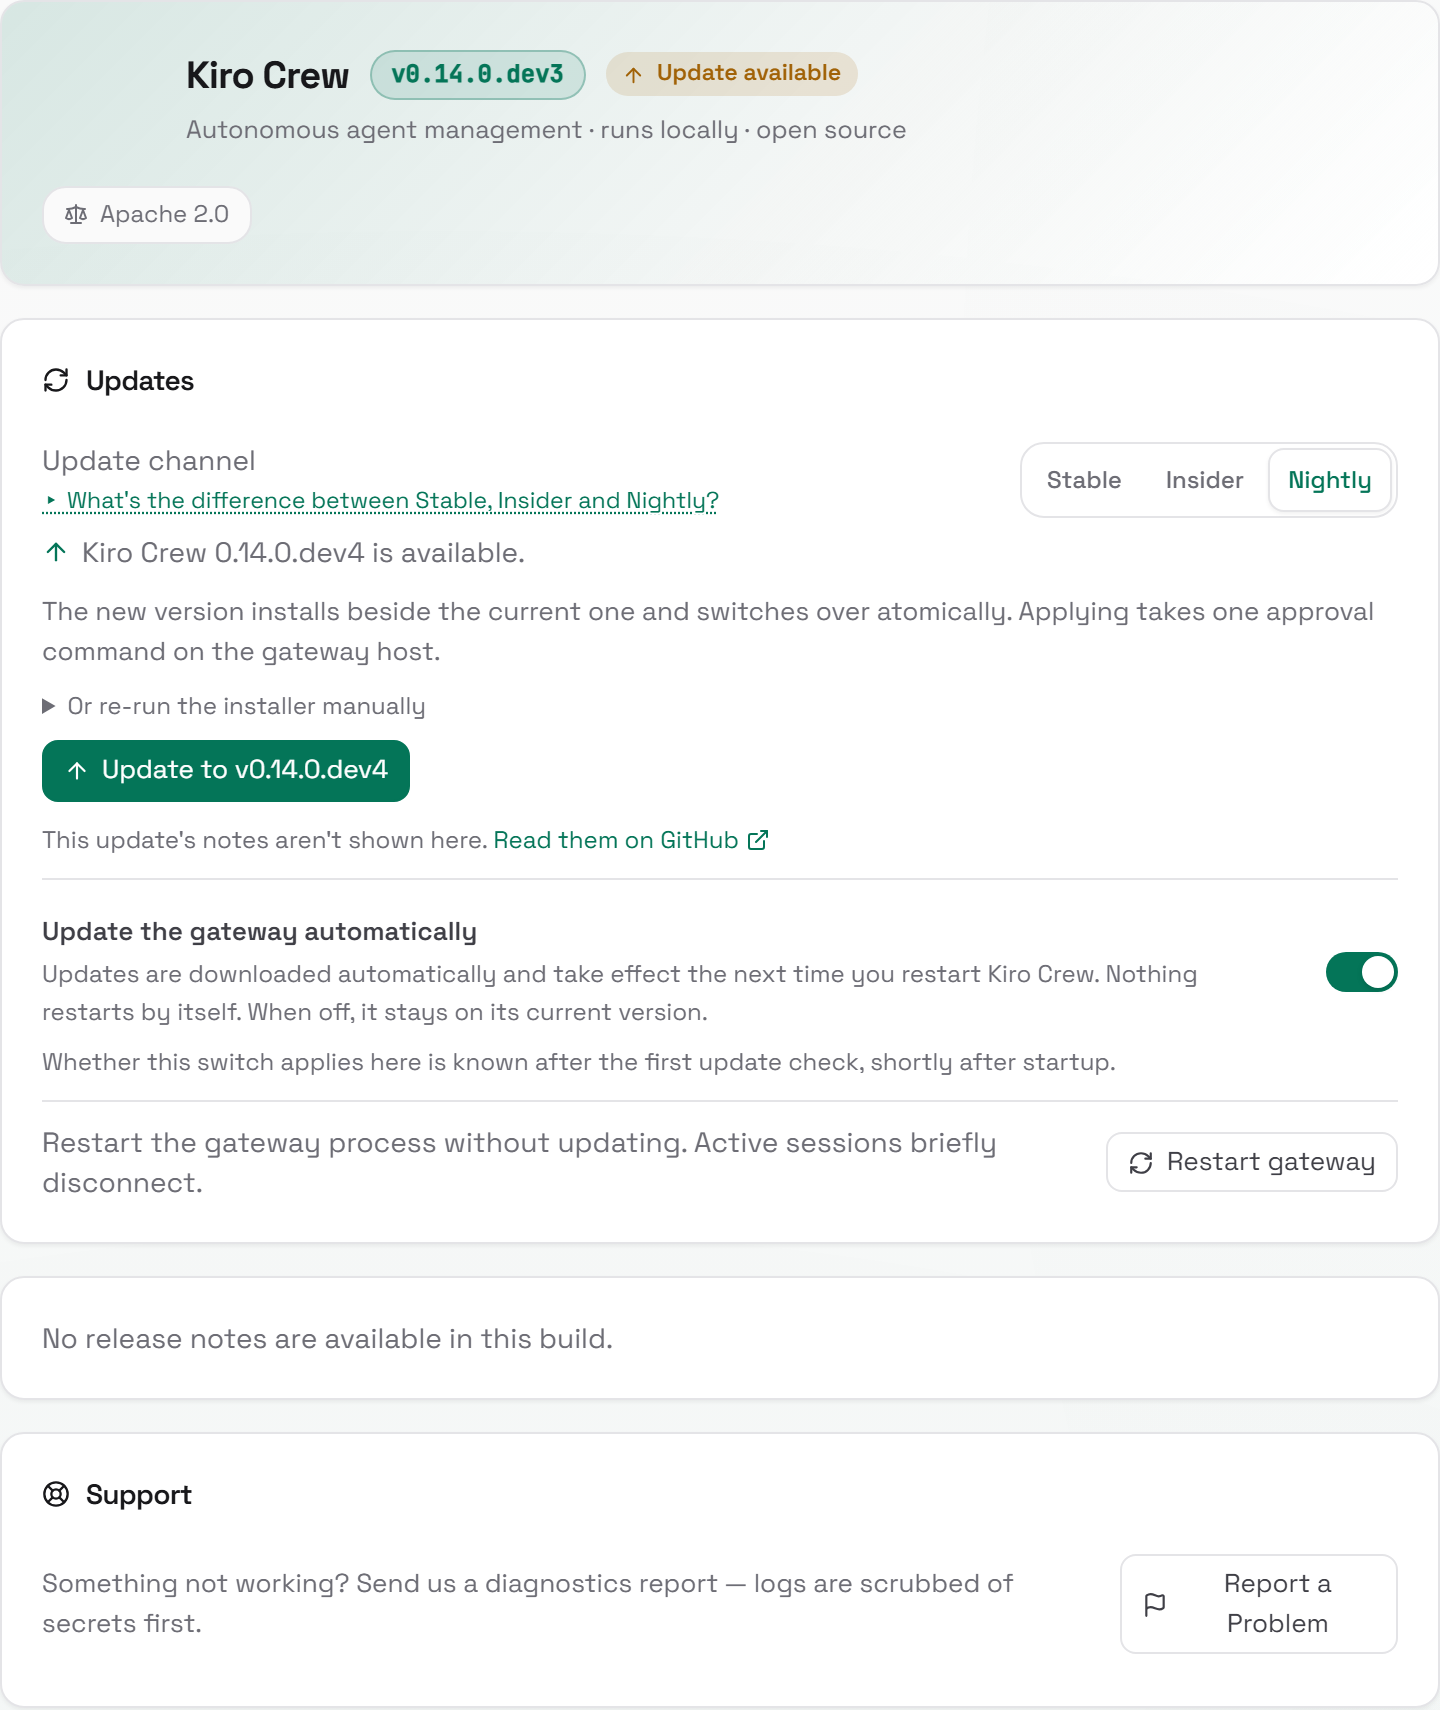 Kiro Crew
v0.14.0.dev3
Update available
Autonomous agent management · runs locally · open source
Apache 2.0
Updates
Update channel
What's the difference between Stable, Insider and Nightly?
Stable
Insider
Nightly
Kiro Crew 0.14.0.dev4 is available.
The new version installs beside the current one and switches over atomically. Applying takes one approval
command on the gateway host.
Or re-run the installer manually
Update to v0.14.0.dev4
This update's notes aren't shown here. Read them on GitHub
Update the gateway automatically
Updates are downloaded automatically and take effect the next time you restart Kiro Crew. Nothing
restarts by itself. When off, it stays on its current version.
Whether this switch applies here is known after the first update check, shortly after startup.
Restart the gateway process without updating. Active sessions briefly
disconnect.
Restart gateway
No release notes are available in this build.
Support
Something not working? Send us a diagnostics report — logs are scrubbed of
secrets first.
Report a
Problem